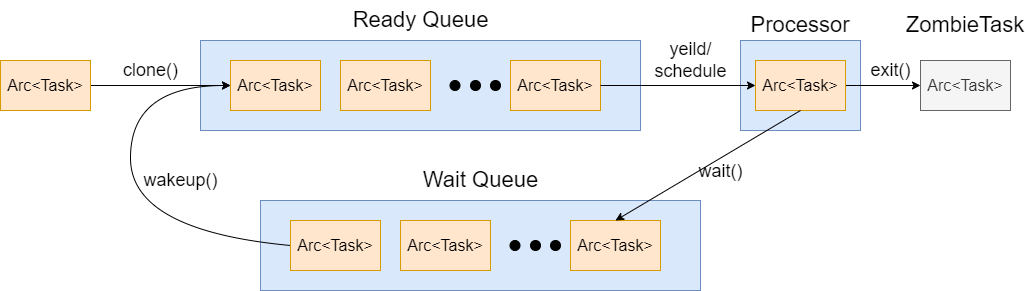 Ready Queue
Processor
ZombieTask
Arc<Task>
clone()
Arc<Task>
Arc<Task>
Arc<Task>
yeild/
schedule
Arc<Task>
exit()
Arc<Task>
wakeup()
Wait Queue
wait()
Arc<Task>
Arc<Task>
Arc<Task>